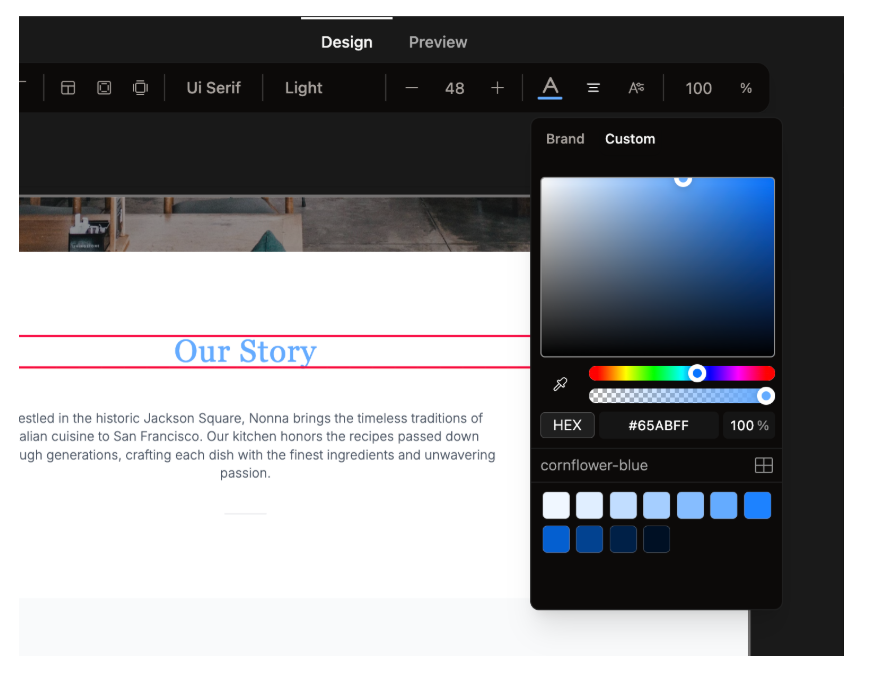 Design Preview
Ui Serif Light 48 A A 100 %
Brand Custom
Our Story
estled in the historic Jackson Square, Nonna brings the timeless traditions of
alian cuisine to San Francisco. Our kitchen honors the recipes passed down
ugh generations, crafting each dish with the finest ingredients and unwavering
passion.
HEX #65ABFF 100 %
cornflower-blue